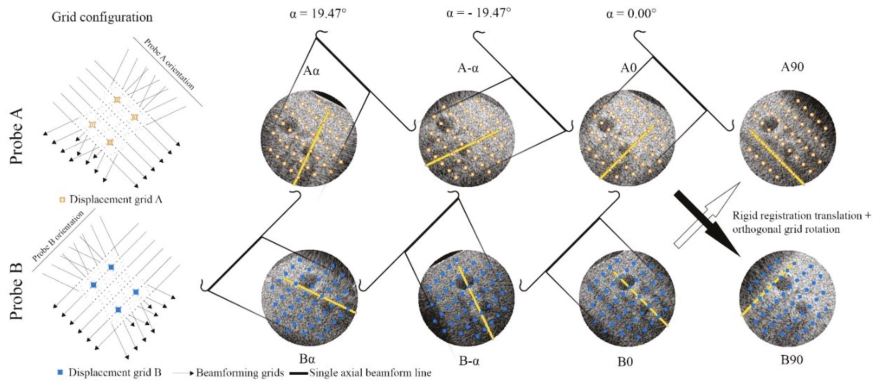 Grid configuration
α = 19.47°
α = - 19.47°
α = 0.00°
Probe A orientation
Aα
A-α
A0
A90
Probe A
Displacement grid A
Rigid registration translation +
orthogonal grid rotation
Probe B orientation
Probe B
Bα
B-α
B0
B90
Displacement grid B
Beamforming grids
Single axial beamform line